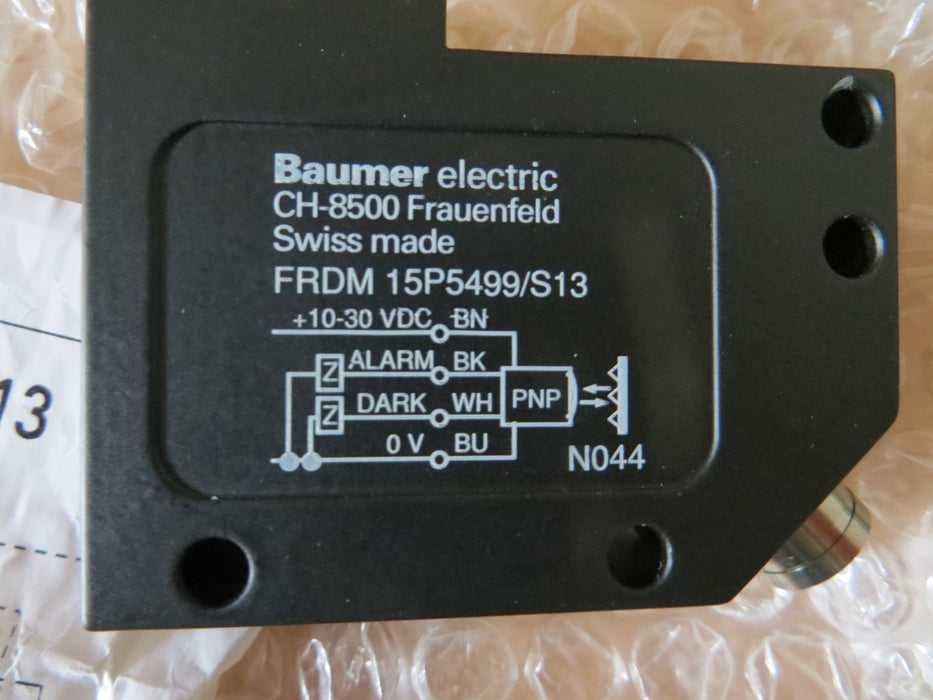 Baumer electric
CH-8500 Frauenfeld
Swiss made
FRDM 15P5499/S13
+10-30 VDC BN
Z ALARM BK
Z DARK WH
PNP
0 V BU
N044
13